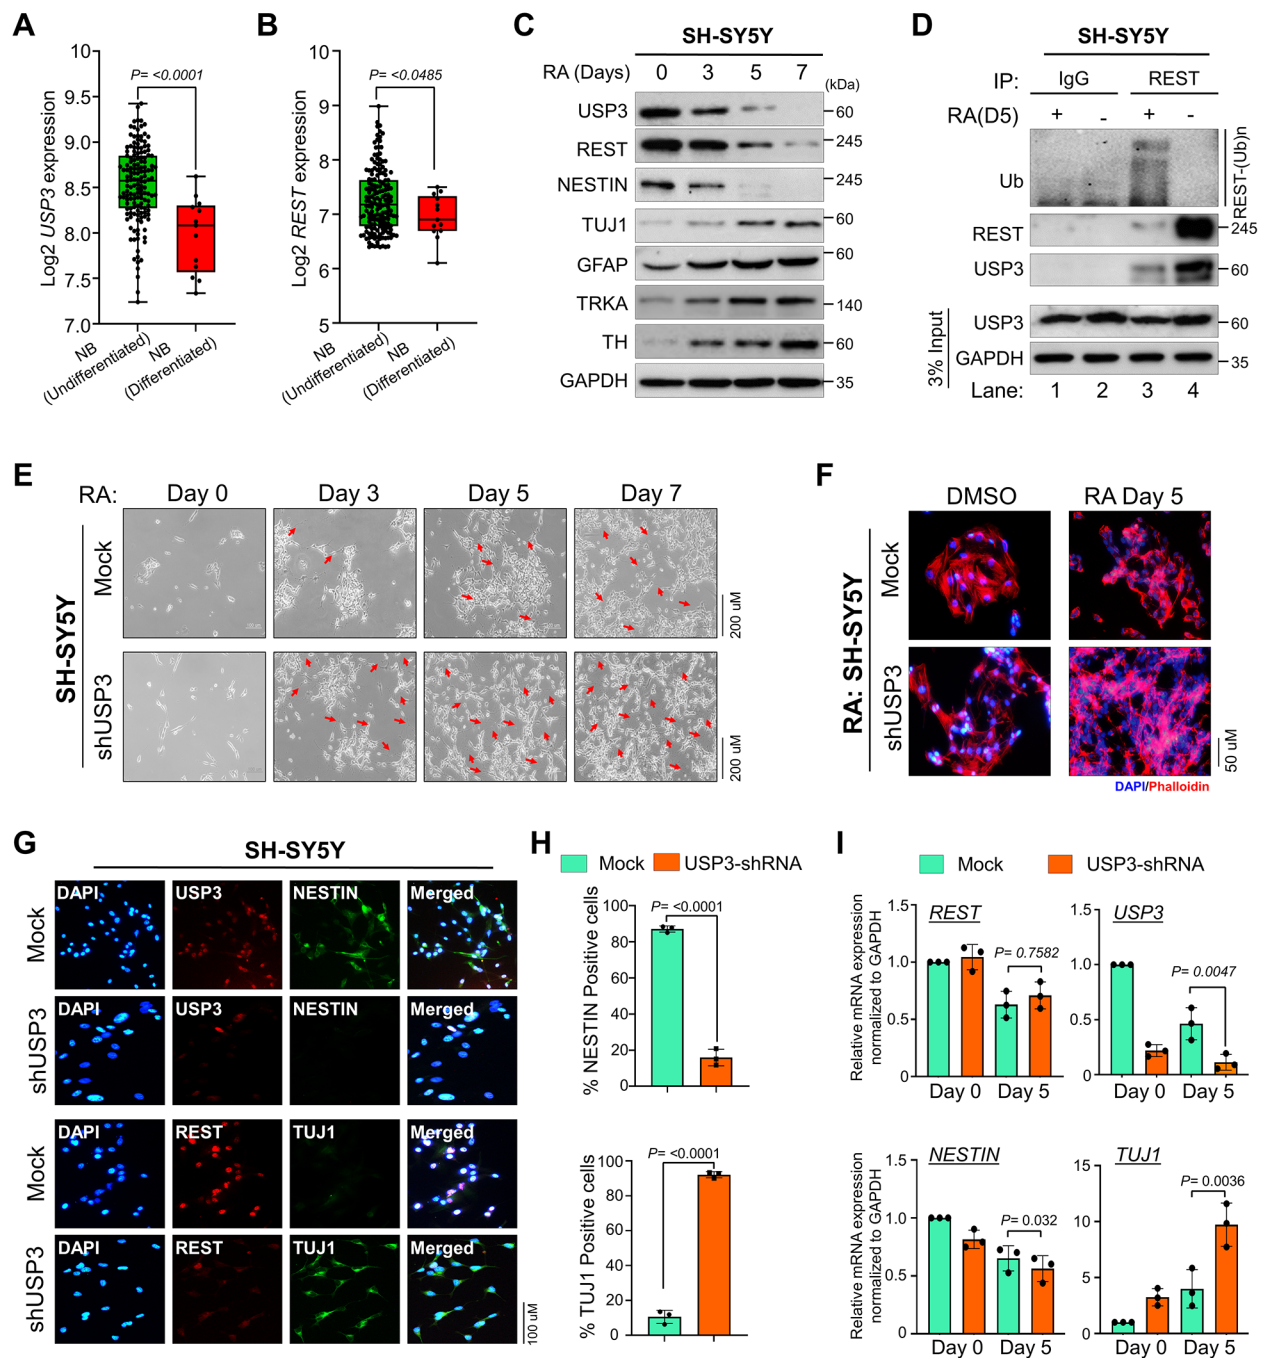 A
10
9.5
9.0
8.5
8.0
7.5
7.0
Log2 USP3 expression
P= <0.0001
NB
(Undifferentiated)
NB
(Differentiated)
B
10
9
8
7
6
5
Log2 REST expression
P= <0.0485
NB
(Undifferentiated)
NB
(Differentiated)
C
SH-SY5Y
RA (Days) 0 3 5 7
(kDa)
USP3 60
REST 245
NESTIN 245
TUJ1 60
GFAP 60
TRKA 140
TH 60
GAPDH 35
D
SH-SY5Y
IP: IgG REST
RA(D5) + - + -
Ub REST-(Ub)n
REST 245
USP3 60
3% Input
USP3 60
GAPDH 35
Lane: 1 2 3 4
E
RA: Day 0 Day 3 Day 5 Day 7
SH-SY5Y
Mock
200 uM
shUSP3
200 uM
F
DMSO RA Day 5
RA: SH-SY5Y
Mock
shUSP3
50 uM
DAPI/Phalloidin
G
SH-SY5Y
Mock
DAPI USP3 NESTIN Merged
shUSP3
DAPI USP3 NESTIN Merged
Mock
DAPI REST TUJ1 Merged
shUSP3
DAPI REST TUJ1 Merged
100 uM
H
Mock USP3-shRNA
% NESTIN Positive cells
100
80
60
40
20
0
P= <0.0001
% TUJ1 Positive cells
100
80
60
40
20
0
P= <0.0001
I
Mock USP3-shRNA
Relative mRNA expression
normalized to GAPDH
1.5
1.0
0.5
0
REST
P= 0.7582
Day 0 Day 5
1.5
1.0
0.5
0
USP3
P= 0.0047
Day 0 Day 5
Relative mRNA expression
normalized to GAPDH
1.5
1.0
0.5
0
NESTIN
P= 0.032
Day 0 Day 5
15
10
5
0
TUJ1
P= 0.0036
Day 0 Day 5